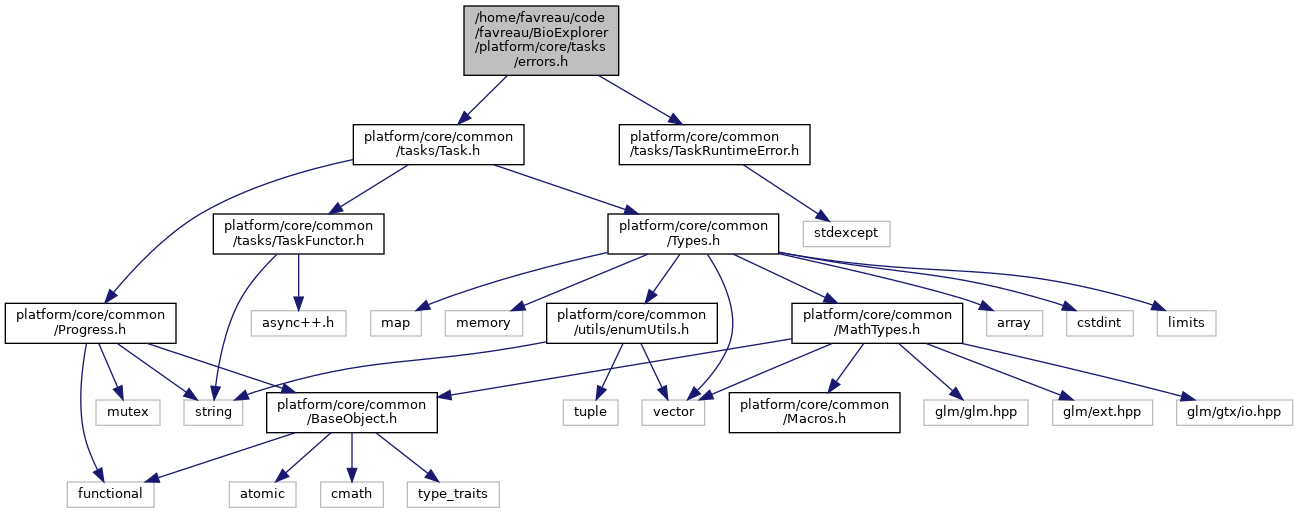 /home/favreau/code
/favreau/BioExplorer
/platform/core/tasks
/errors.h
platform/core/common
/tasks/Task.h
platform/core/common
/tasks/TaskRuntimeError.h
platform/core/common
/tasks/TaskFunctor.h
platform/core/common
/Types.h
stdexcept
platform/core/common
/Progress.h
async++.h
map
memory
platform/core/common
/utils/enumUtils.h
platform/core/common
/MathTypes.h
array
cstdint
limits
mutex
string
platform/core/common
/BaseObject.h
tuple
vector
platform/core/common
/Macros.h
glm/glm.hpp
glm/ext.hpp
glm/gtx/io.hpp
functional
atomic
cmath
type_traits